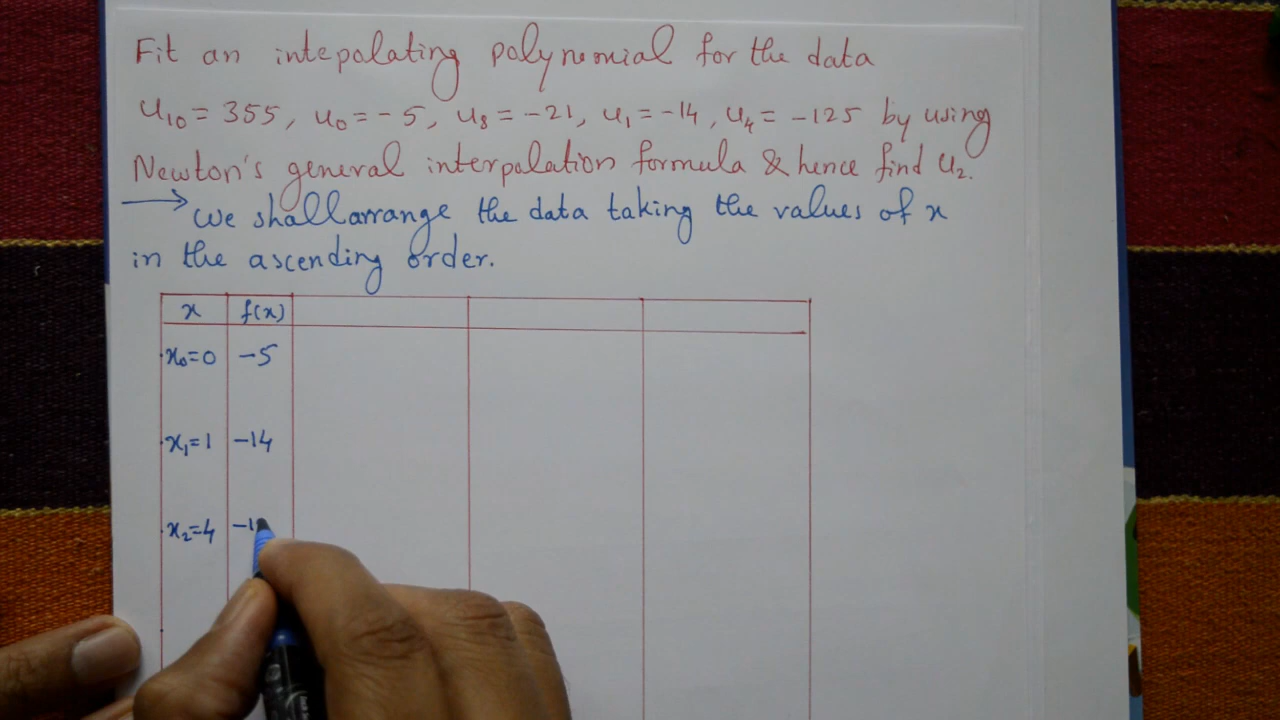 Fit an intepolating polynomial for the data
u₁₀ = 355, u₀ = -5, u₈ = -21, u₁ = -14, u₄ = -125 by using
Newton's general interpolation formula & hence find u₂.
→ we shall arrange the data taking the values of x
in the ascending order.
x f(x)
x₀=0 -5
x₁=1 -14
x₂=4